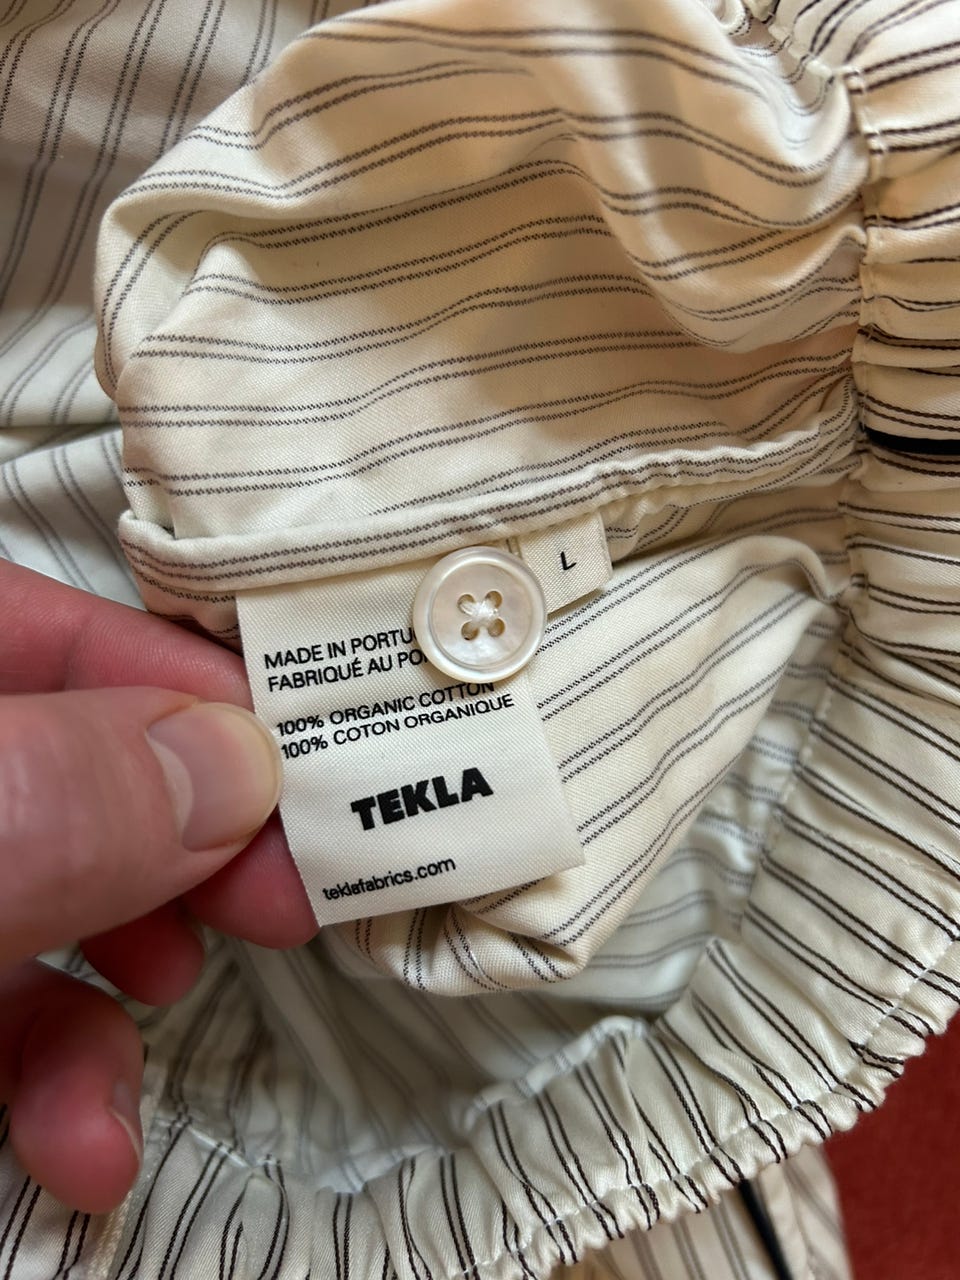 L
MADE IN PORTU
FABRIQUÉ AU PO
100% ORGANIC COTTON
100% COTON ORGANIQUE
TEKLA
teklafabrics.com